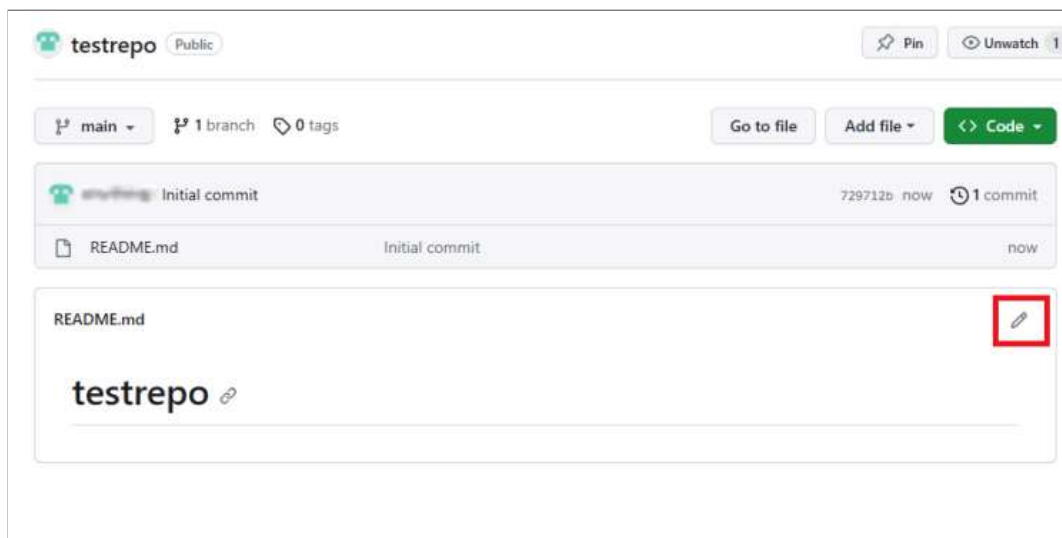 testrepo Public Pin Unwatch 1
main 1 branch 0 tags Go to file Add file <> Code
Initial commit 729712b now 1 commit
README.md Initial commit now
README.md
testrepo